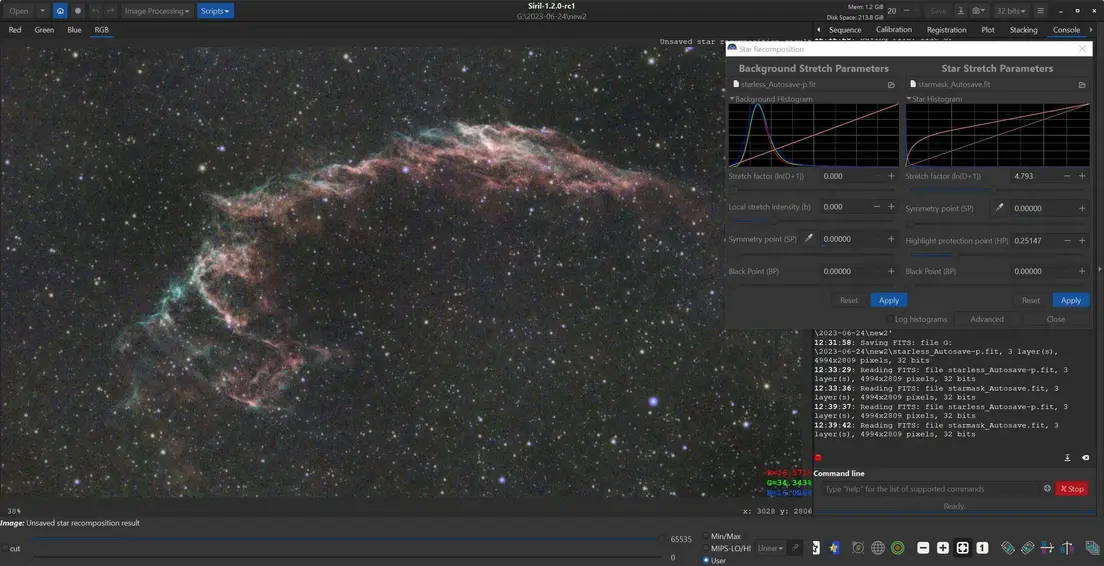 Open
Image Processing
Scripts
Siril-1.2.0-rc1
G:\2023-06-24\new2
Mem: 1.2 GiB
Disk Space: 213.8 GiB
20
Save
32 bits
Red Green Blue RGB
Sequence Calibration Registration Plot Stacking Console
Unsaved star
Star Recomposition
Background Stretch Parameters
starless_Autosave-p.fit
Background Histogram
Stretch factor (ln(D+1)) 0.000
Local stretch intensity (b) 0.000
Symmetry point (SP) 0.00000
Black Point (BP) 0.00000
Reset Apply
Star Stretch Parameters
starmask_Autosave.fit
Star Histogram
Stretch factor (ln(D+1)) 4.793
Symmetry point (SP) 0.00000
Highlight protection point (HP) 0.25147
Black Point (BP) 0.00000
Reset Apply
Log histograms Advanced Close
\2023-06-24\new2'
12:31:58: Saving FITS: file G:
\2023-06-24\new2\starless_Autosave-p.fit, 3 layer(s),
4994x2809 pixels, 32 bits
12:33:29: Reading FITS: file starless_Autosave-p.fit, 3
layer(s), 4994x2809 pixels, 32 bits
12:33:36: Reading FITS: file starmask_Autosave.fit, 3
layer(s), 4994x2809 pixels, 32 bits
12:39:37: Reading FITS: file starless_Autosave-p.fit, 3
layer(s), 4994x2809 pixels, 32 bits
12:39:42: Reading FITS: file starmask_Autosave.fit, 3
layer(s), 4994x2809 pixels, 32 bits
Command line
Type "help" for the list of supported commands
Stop
Ready.
G=34.343%
38%
x: 3028 y: 2806
Image: Unsaved star recomposition result
cut
65535
0
Min/Max
MIPS-LO/HI
User
Linear
1